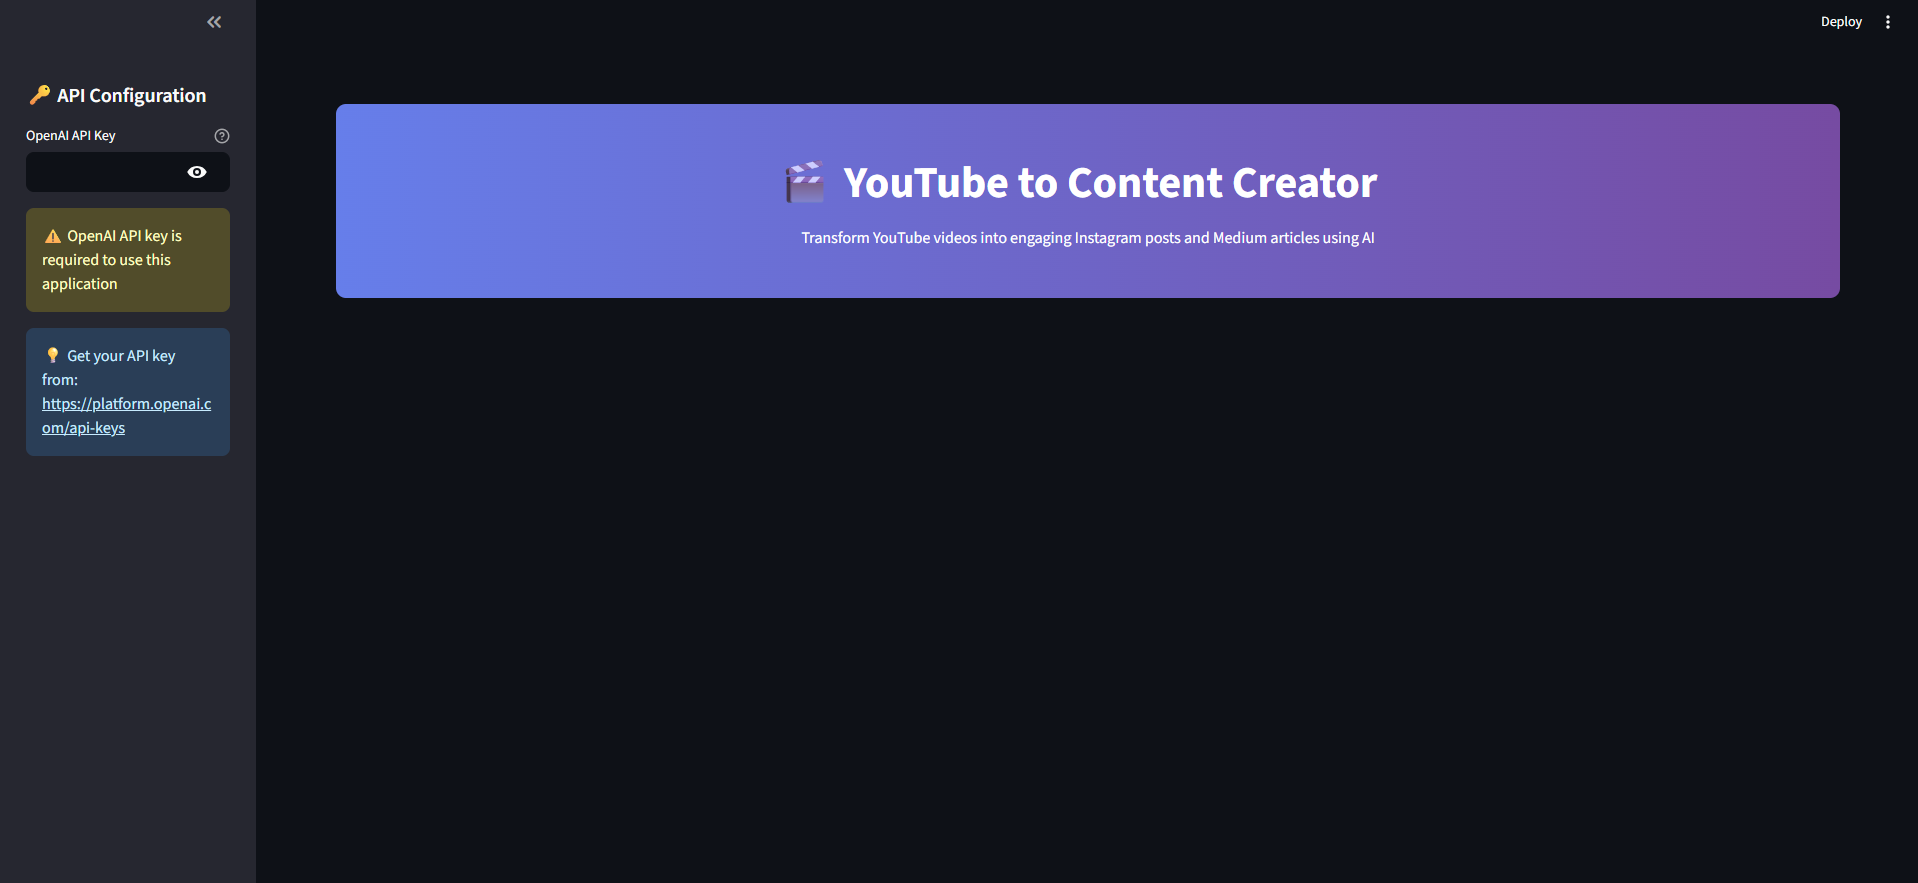 Deploy
🔑 API Configuration
OpenAI API Key
⚠️ OpenAI API key is
required to use this
application
💡 Get your API key
from:
https://platform.openai.c
om/api-keys
🎬 YouTube to Content Creator
Transform YouTube videos into engaging Instagram posts and Medium articles using AI